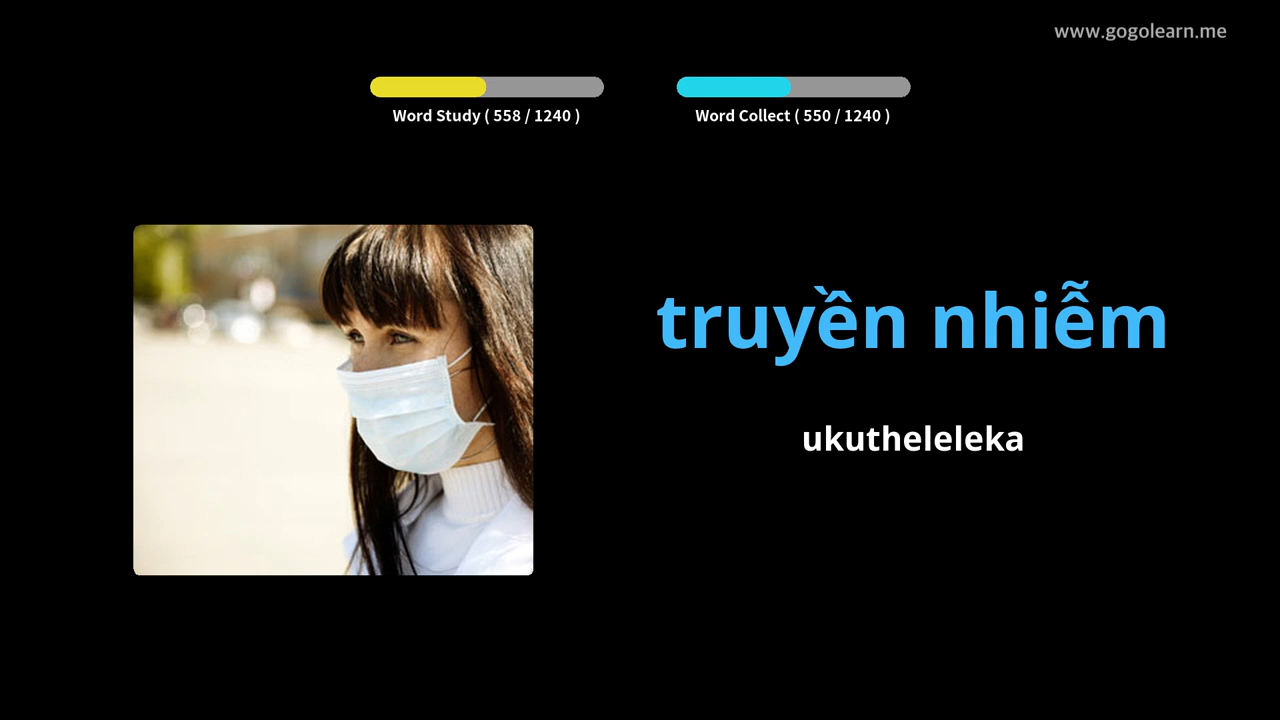 www.gogolearn.me
Word Study ( 558 / 1240 )
Word Collect ( 550 / 1240 )
truyền nhiễm
ukutheleleka